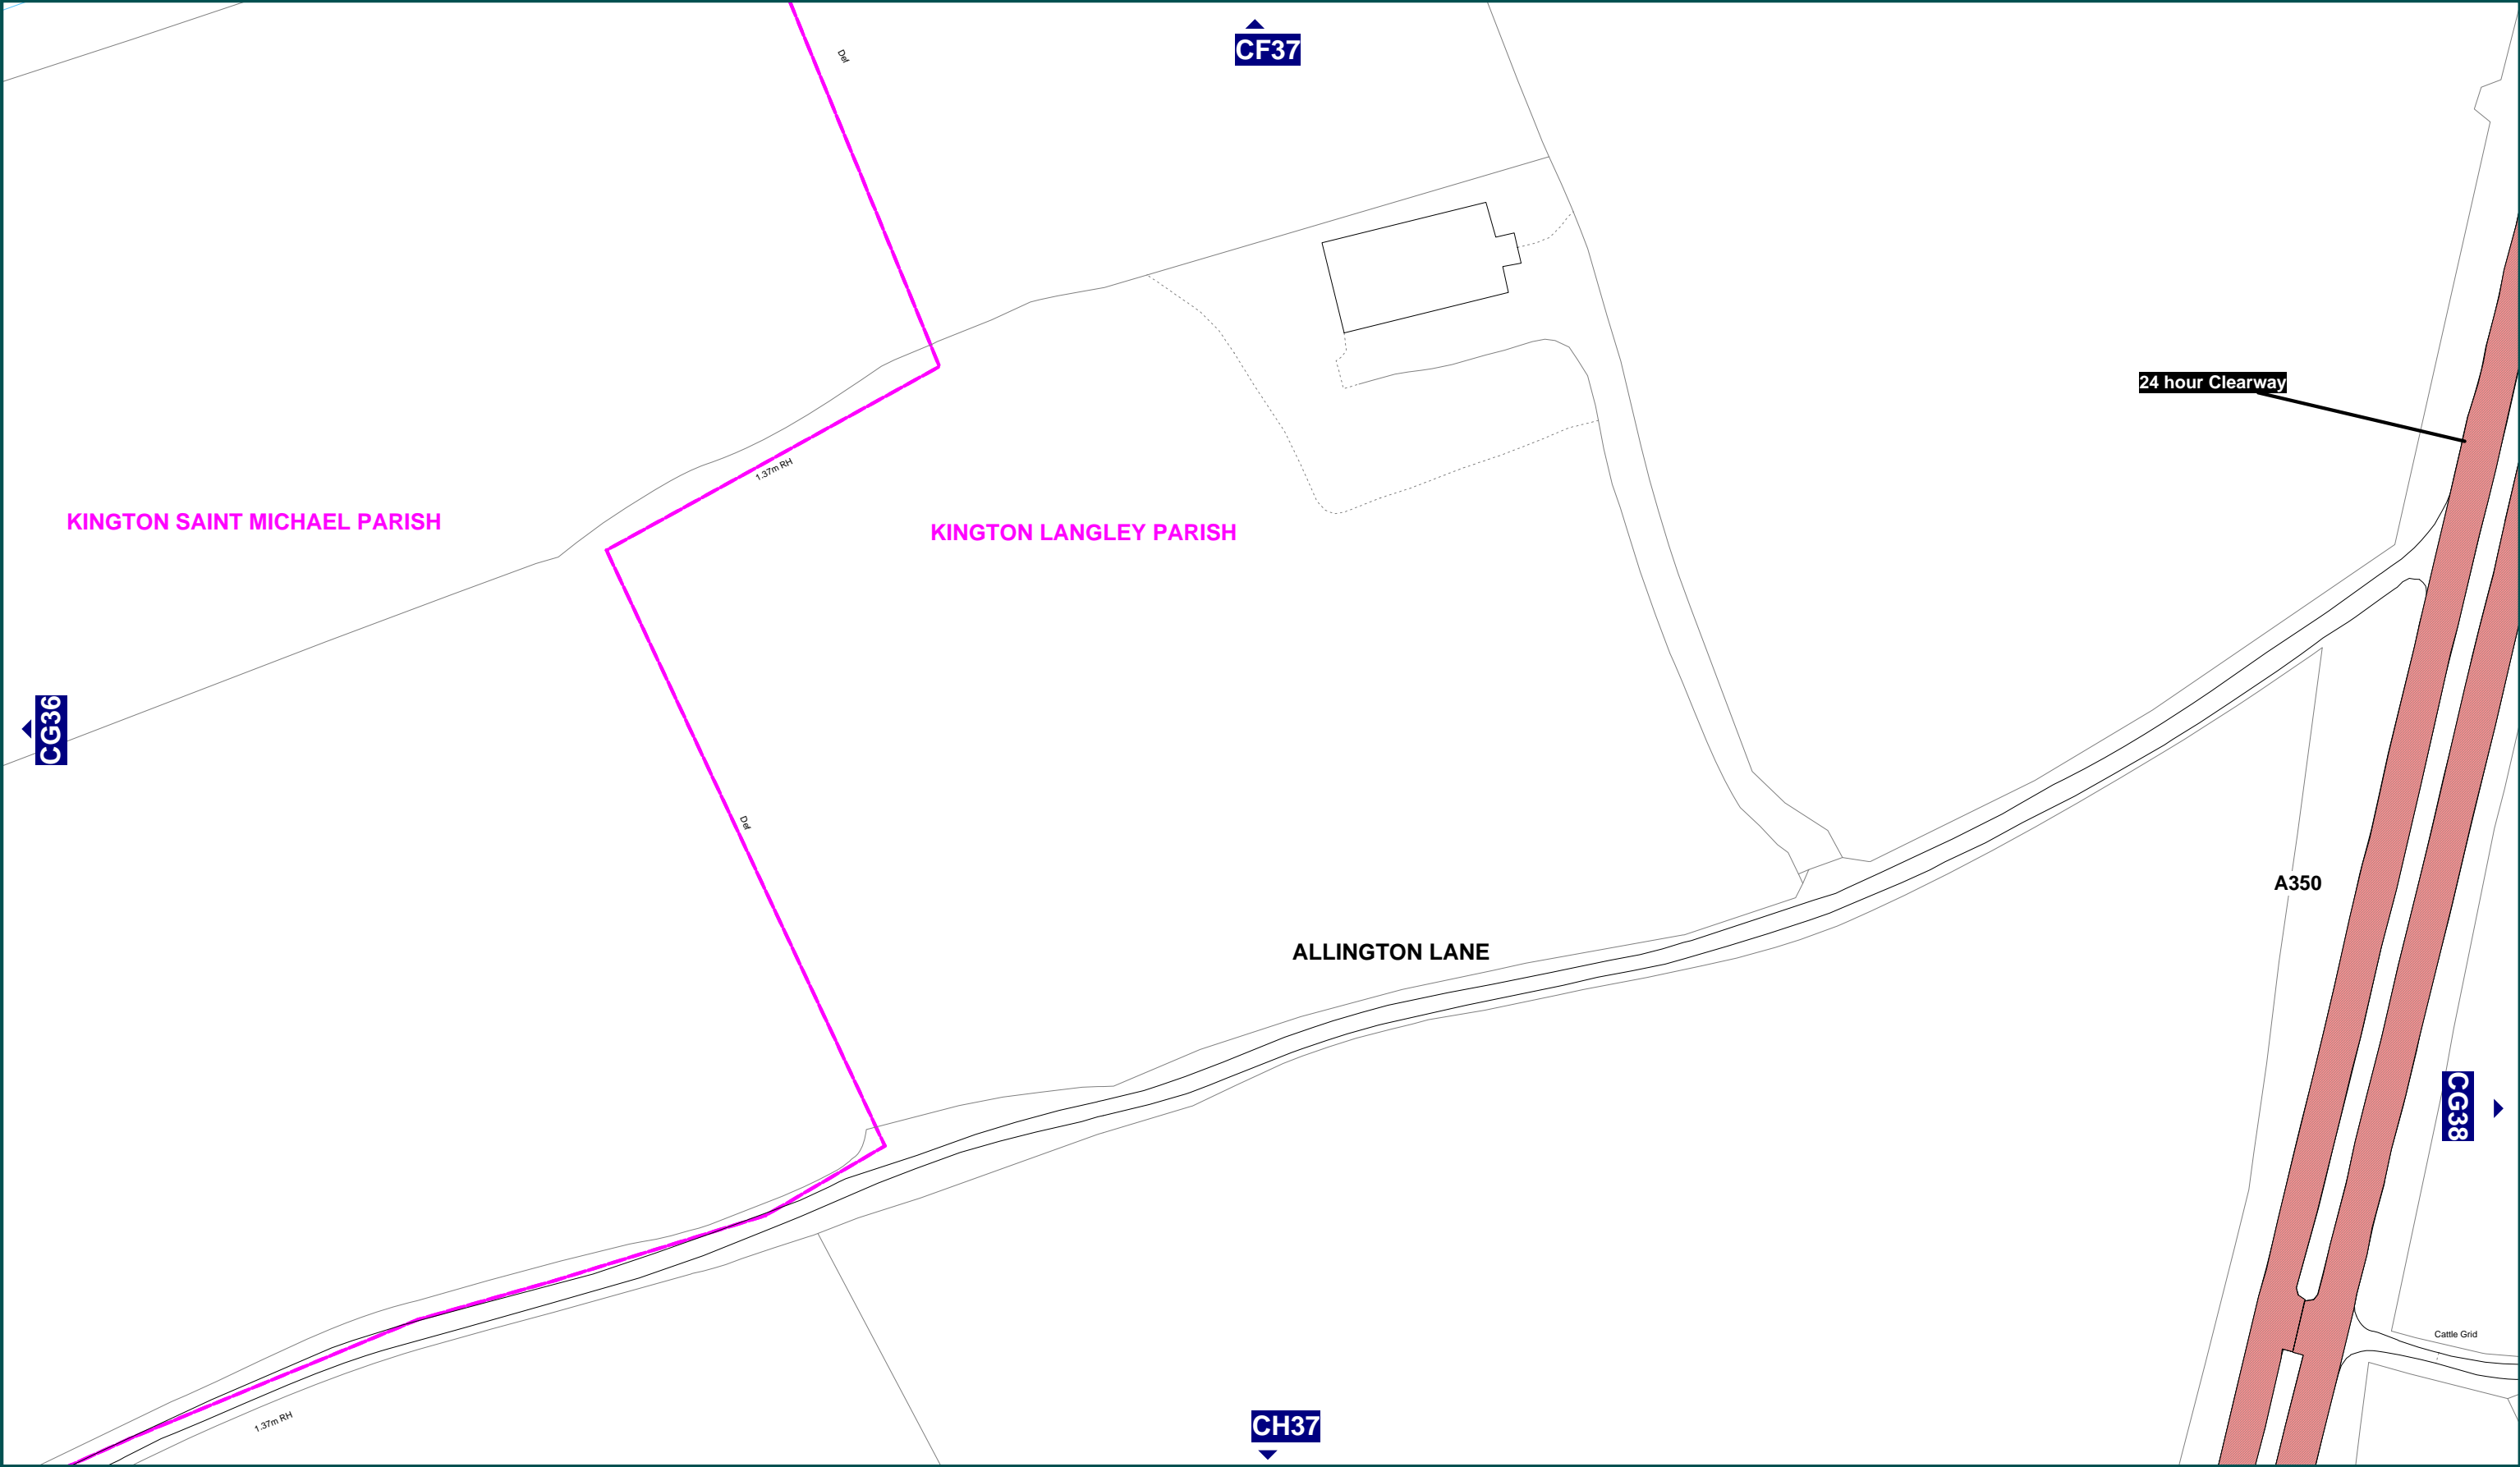 Def
CF37
24 hour Clearway
1.37m RH
KINGTON SAINT MICHAEL PARISH
KINGTON LANGLEY PARISH
CG36
Def
A350
ALLINGTON LANE
CG38
Cattle Grid
1.37m RH
CH37